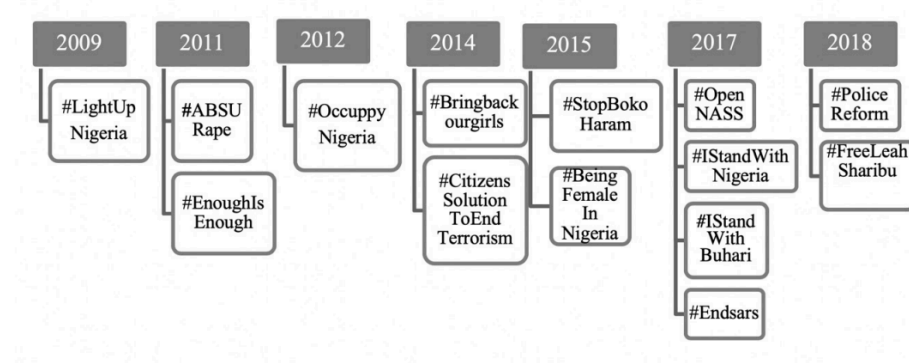 2009
#LightUp
Nigeria
2011
#ABSU
Rape
#EnoughIs
Enough
2012
#Occuppy
Nigeria
2014
#Bringback
ourgirls
#Citizens
Solution
ToEnd
Terrorism
2015
#StopBoko
Haram
#Being
Female
In
Nigeria
2017
#Open
NASS
#IStandWith
Nigeria
#IStand
With
Buhari
#Endsars
2018
#Police
Reform
#FreeLeah
Sharibu